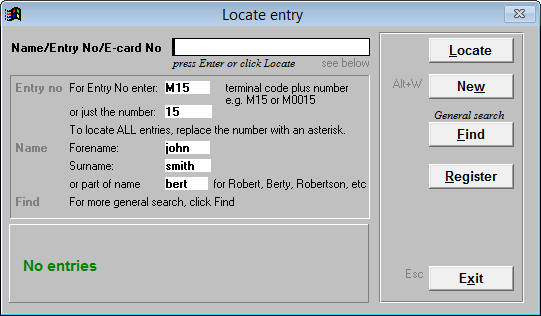 Locate entry
Name/Entry No/E-card No
press Enter or click Locate see below
Entry no For Entry No enter: M15 terminal code plus number
e.g. M15 or M0015
or just the number: 15
To locate ALL entries, replace the number with an asterisk.
Name Forename: john
Surname: smith
or part of name bert for Robert, Berty, Robertson, etc
Find For more general search, click Find
No entries
Locate
Alt+W New
General search
Find
Register
Esc Exit